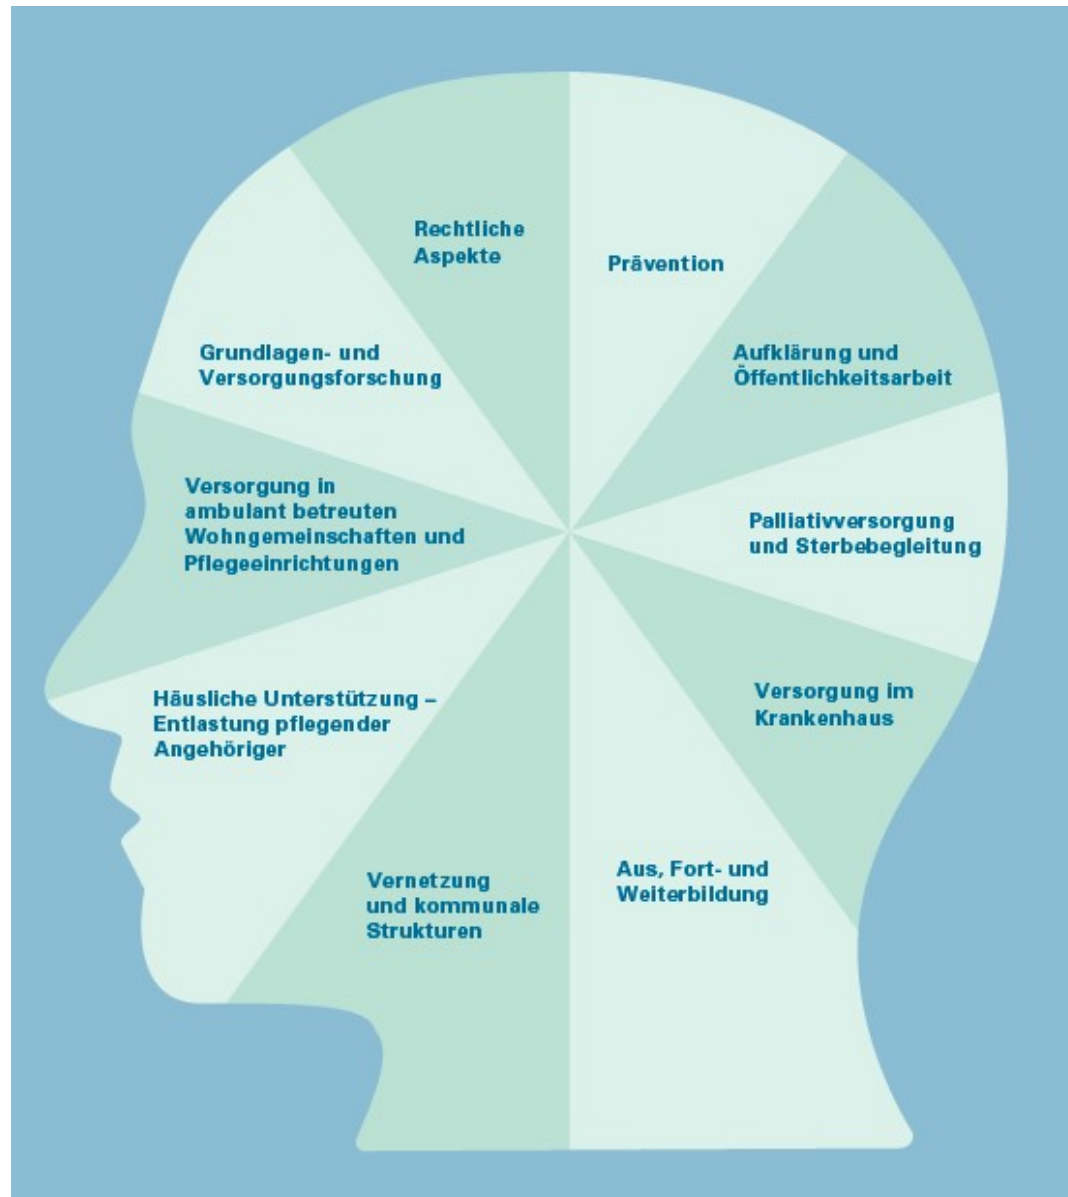 Rechtliche
Aspekte
Prävention
Grundlagen- und
Versorgungsforschung
Aufklärung und
Öffentlichkeitsarbeit
Versorgung in
ambulant betreuten
Wohngemeinschaften und
Pflegeeinrichtungen
Palliativversorgung
und Sterbebegleitung
Häusliche Unterstützung –
Entlastung pflegender
Angehöriger
Versorgung im
Krankenhaus
Vernetzung
und kommunale
Strukturen
Aus, Fort- und
Weiterbildung